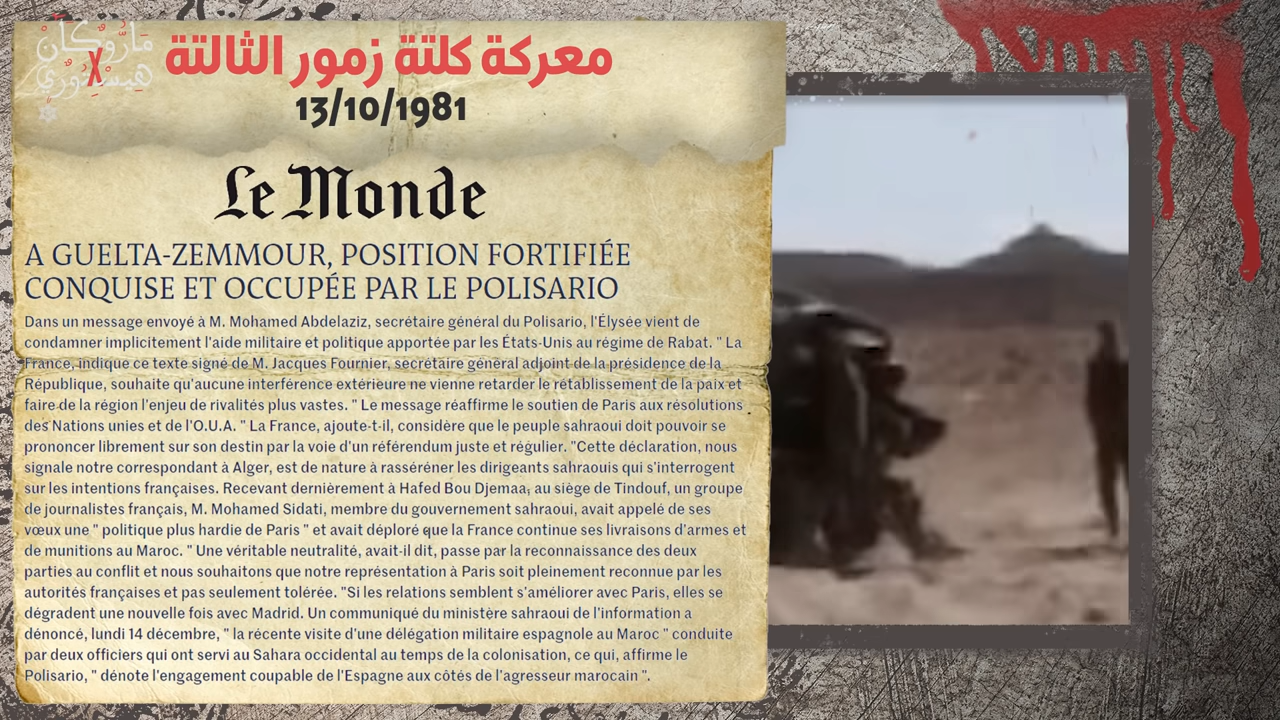 ماروكان
X
هيستوري
معركة كلتة زمور الثالتة
13/10/1981
Le Monde
A GUELTA-ZEMMOUR, POSITION FORTIFIÉE
CONQUISE ET OCCUPÉE PAR LE POLISARIO
Dans un message envoyé à M. Mohamed Abdelaziz, secrétaire général du Polisario, l'Élysée vient de
condamner implicitement l'aide militaire et politique apportée par les États-Unis au régime de Rabat. " La
France, indique ce texte signé de M. Jacques Fournier, secrétaire général adjoint de la présidence de la
République, souhaite qu'aucune interférence extérieure ne vienne retarder le rétablissement de la paix et
faire de la région l'enjeu de rivalités plus vastes. " Le message réaffirme le soutien de Paris aux résolutions
des Nations unies et de l'O.U.A. " La France, ajoute-t-il, considère que le peuple sahraoui doit pouvoir se
prononcer librement sur son destin par la voie d'un référendum juste et régulier. "Cette déclaration, nous
signale notre correspondant à Alger, est de nature à rasséréner les dirigeants sahraouis qui s'interrogent
sur les intentions françaises. Recevant dernièrement à Hafed Bou Djemaa, au siège de Tindouf, un groupe
de journalistes français, M. Mohamed Sidati, membre du gouvernement sahraoui, avait appelé de ses
vœux une " politique plus hardie de Paris " et avait déploré que la France continue ses livraisons d'armes et
de munitions au Maroc. " Une véritable neutralité, avait-il dit, passe par la reconnaissance des deux
parties au conflit et nous souhaitons que notre représentation à Paris soit pleinement reconnue par les
autorités françaises et pas seulement tolérée. "Si les relations semblent s'améliorer avec Paris, elles se
dégradent une nouvelle fois avec Madrid. Un communiqué du ministère sahraoui de l'information a
dénoncé, lundi 14 décembre, " la récente visite d'une délégation militaire espagnole au Maroc " conduite
par deux officiers qui ont servi au Sahara occidental au temps de la colonisation, ce qui, affirme le
Polisario, " dénote l'engagement coupable de l'Espagne aux côtés de l'agresseur marocain ".